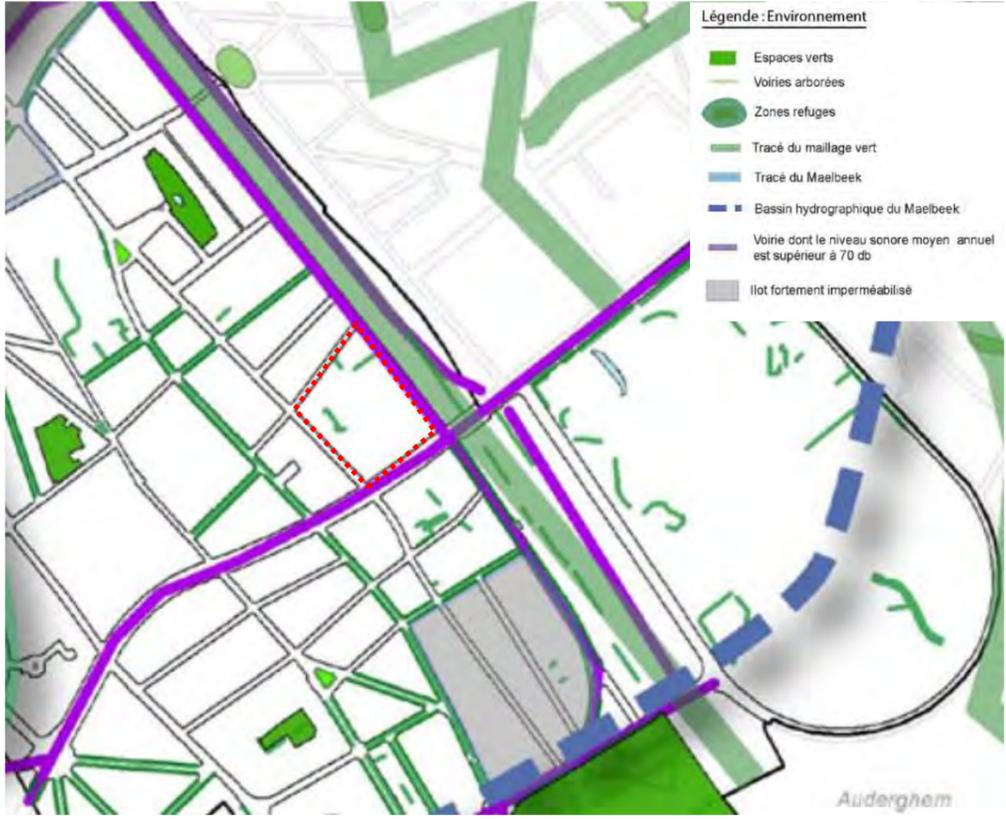 Légende : Environnement
Espaces verts
Voiries arborées
Zones refuges
Tracé du maillage vert
Tracé du Maelbeek
Bassin hydrographique du Maelbeek
Voirie dont le niveau sonore moyen annuel
est supérieur à 70 db
Ilot fortement imperméabilisé
Auderghem